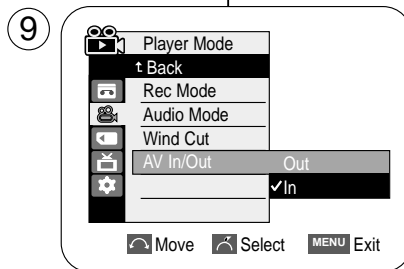 9
Player Mode
Back
Rec Mode
Audio Mode
Wind Cut
AV In/Out Out
✓In
Move Select MENU Exit